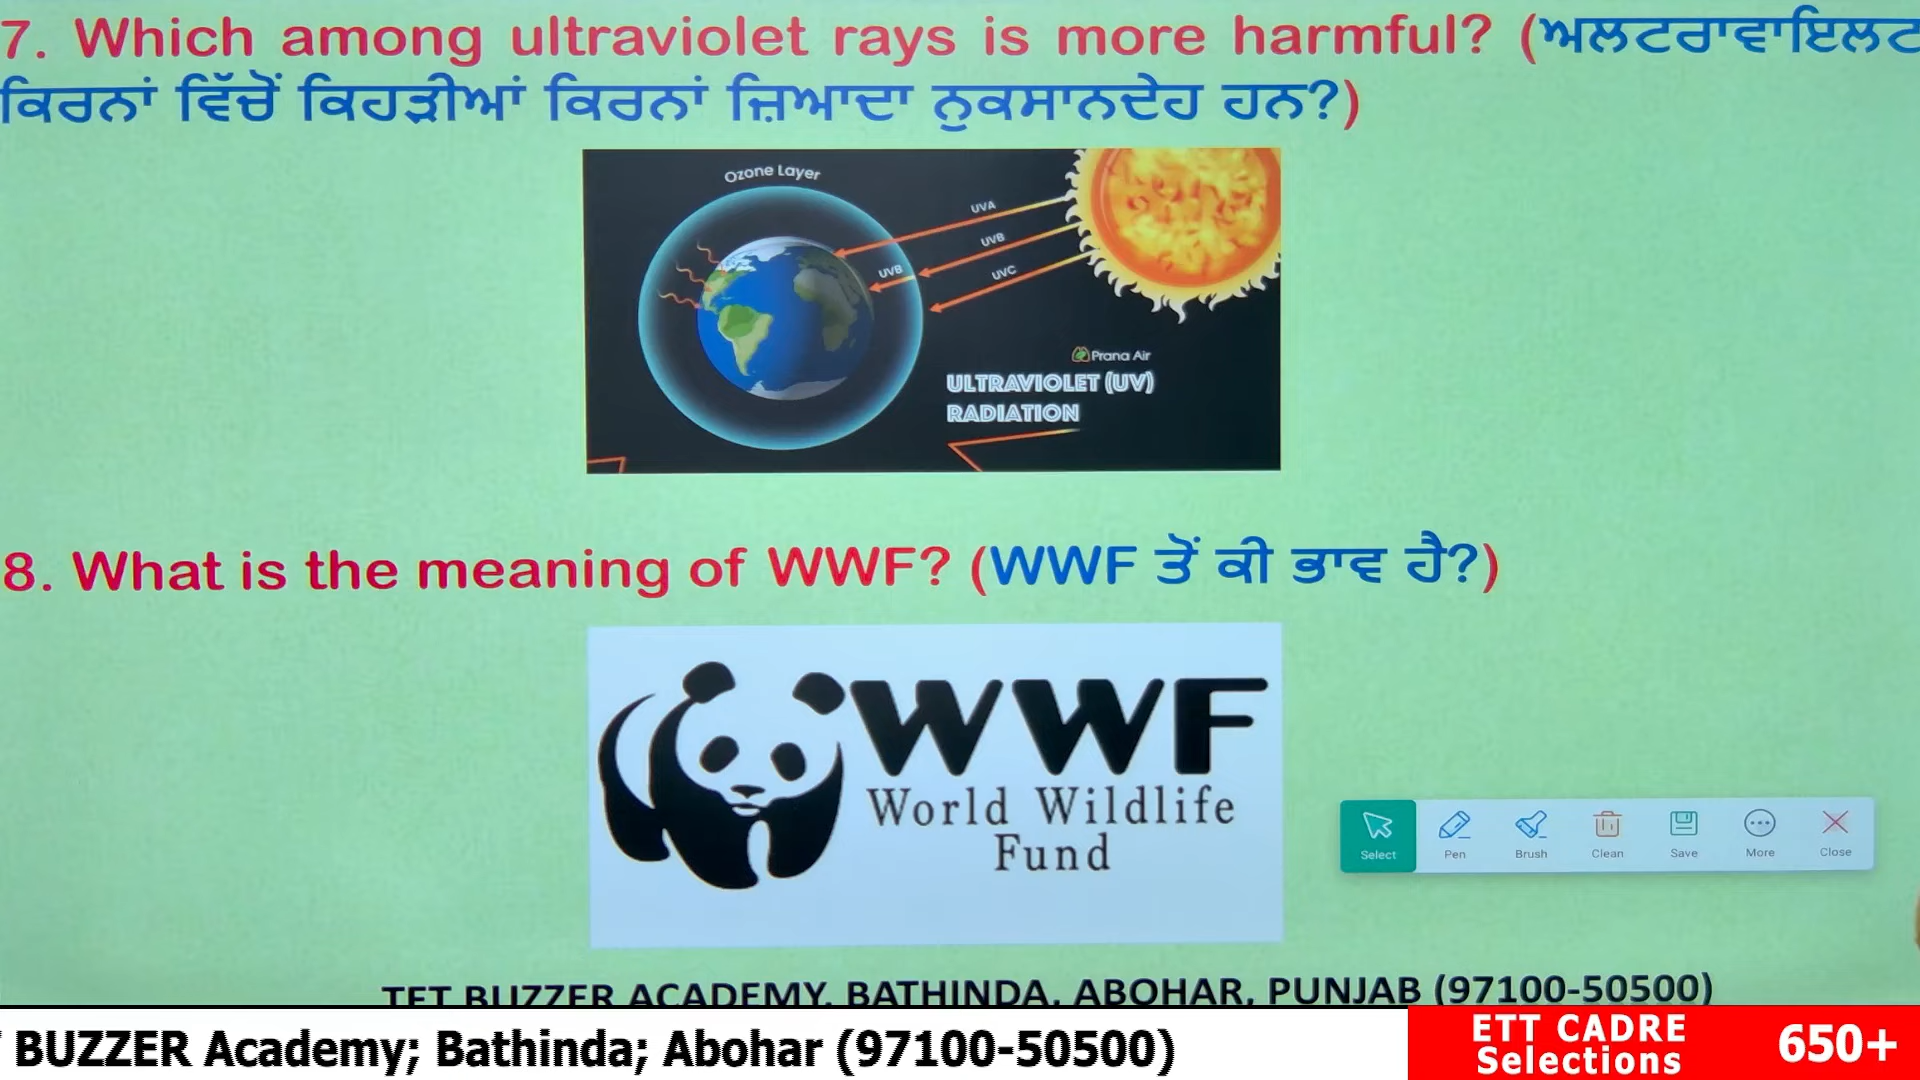 7. Which among ultraviolet rays is more harmful? (ਅਲਟਰਾਵਾਇਲਟ
ਕਿਰਨਾਂ ਵਿੱਚੋਂ ਕਿਹੜੀਆਂ ਕਿਰਨਾਂ ਜ਼ਿਆਦਾ ਨੁਕਸਾਨਦੇਹ ਹਨ?)
Ozone Layer
UVA
UVB
UVB
UVC
Prana Air
ULTRAVIOLET (UV)
RADIATION
8. What is the meaning of WWF? (WWF ਤੋਂ ਕੀ ਭਾਵ ਹੈ?)
WWF
World Wildlife
Fund
Select Pen Brush Clean Save More Close
TET BUZZER ACADEMY, BATHINDA, ABOHAR, PUNJAB (97100-50500)
BUZZER Academy; Bathinda; Abohar (97100-50500)
ETT CADRE
Selections
650+